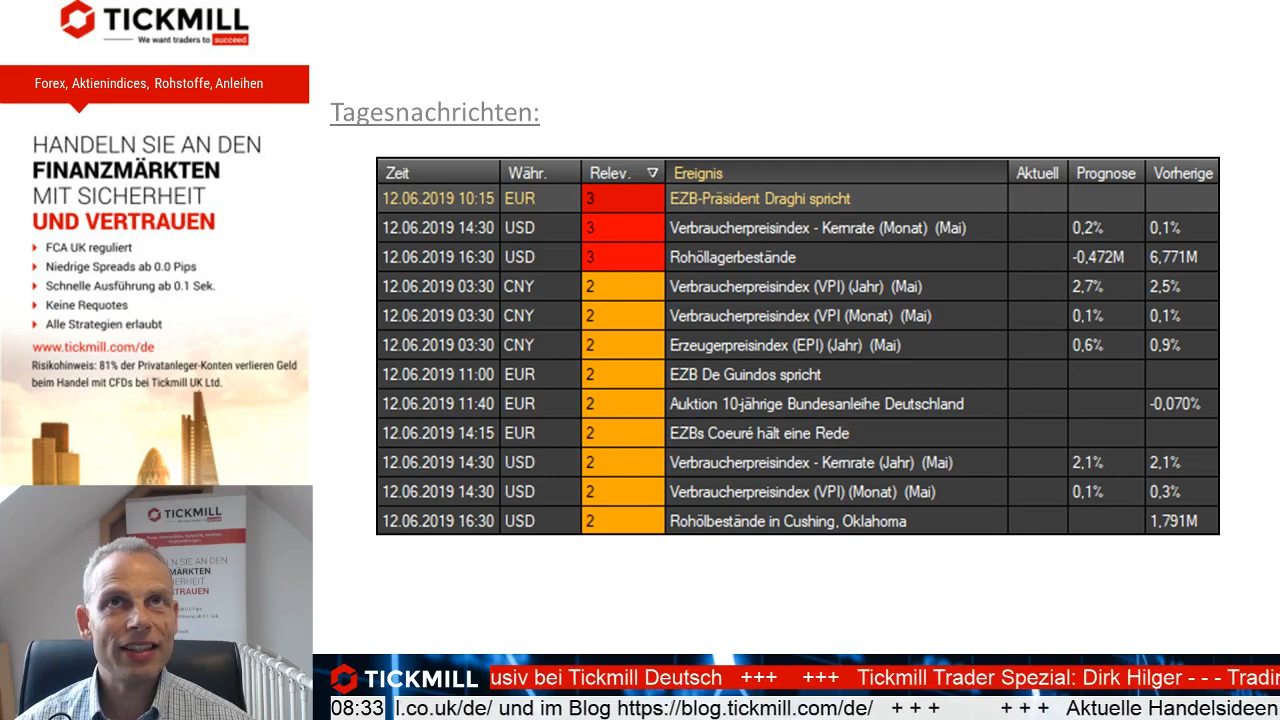 TICKMILL
We want traders to succeed
Forex, Aktienindices, Rohstoffe, Anleihen
HANDELN SIE AN DEN
FINANZMÄRKTEN
MIT SICHERHEIT
UND VERTRAUEN
FCA UK reguliert
Niedrige Spreads ab 0.0 Pips
Schnelle Ausführung ab 0.1 Sek.
Keine Requotes
Alle Strategien erlaubt
www.tickmill.com/de
Risikohinweis: 81% der Privatanleger-Konten verlieren Geld
beim Handel mit CFDs bei Tickmill UK Ltd.
Tagesnachrichten:
Zeit Währ. Relev. Ereignis Aktuell Prognose Vorherige
12.06.2019 10:15 EUR 3 EZB-Präsident Draghi spricht
12.06.2019 14:30 USD 3 Verbraucherpreisindex - Kernrate (Monat) (Mai) 0,2% 0,1%
12.06.2019 16:30 USD 3 Rohöllagerbestände -0,472M 6,771M
12.06.2019 03:30 CNY 2 Verbraucherpreisindex (VPI) (Jahr) (Mai) 2,7% 2,5%
12.06.2019 03:30 CNY 2 Verbraucherpreisindex (VPI (Monat) (Mai) 0,1% 0,1%
12.06.2019 03:30 CNY 2 Erzeugerpreisindex (EPI) (Jahr) (Mai) 0,6% 0,9%
12.06.2019 11:00 EUR 2 EZB De Guindos spricht
12.06.2019 11:40 EUR 2 Auktion 10-jährige Bundesanleihe Deutschland -0,070%
12.06.2019 14:15 EUR 2 EZBs Coeuré hält eine Rede
12.06.2019 14:30 USD 2 Verbraucherpreisindex - Kernrate (Jahr) (Mai) 2,1% 2,1%
12.06.2019 14:30 USD 2 Verbraucherpreisindex (VPI) (Monat) (Mai) 0,1% 0,3%
12.06.2019 16:30 USD 2 Rohölbestände in Cushing, Oklahoma 1,791M
TICKMILL
MÄRKTEN
TICKMILL usiv bei Tickmill Deutsch +++ +++ Tickmill Trader Spezial: Dirk Hilger - - - Tradin
08:33 l.co.uk/de/ und im Blog https://blog.tickmill.com/de/ +++ +++ Aktuelle Handelsideen